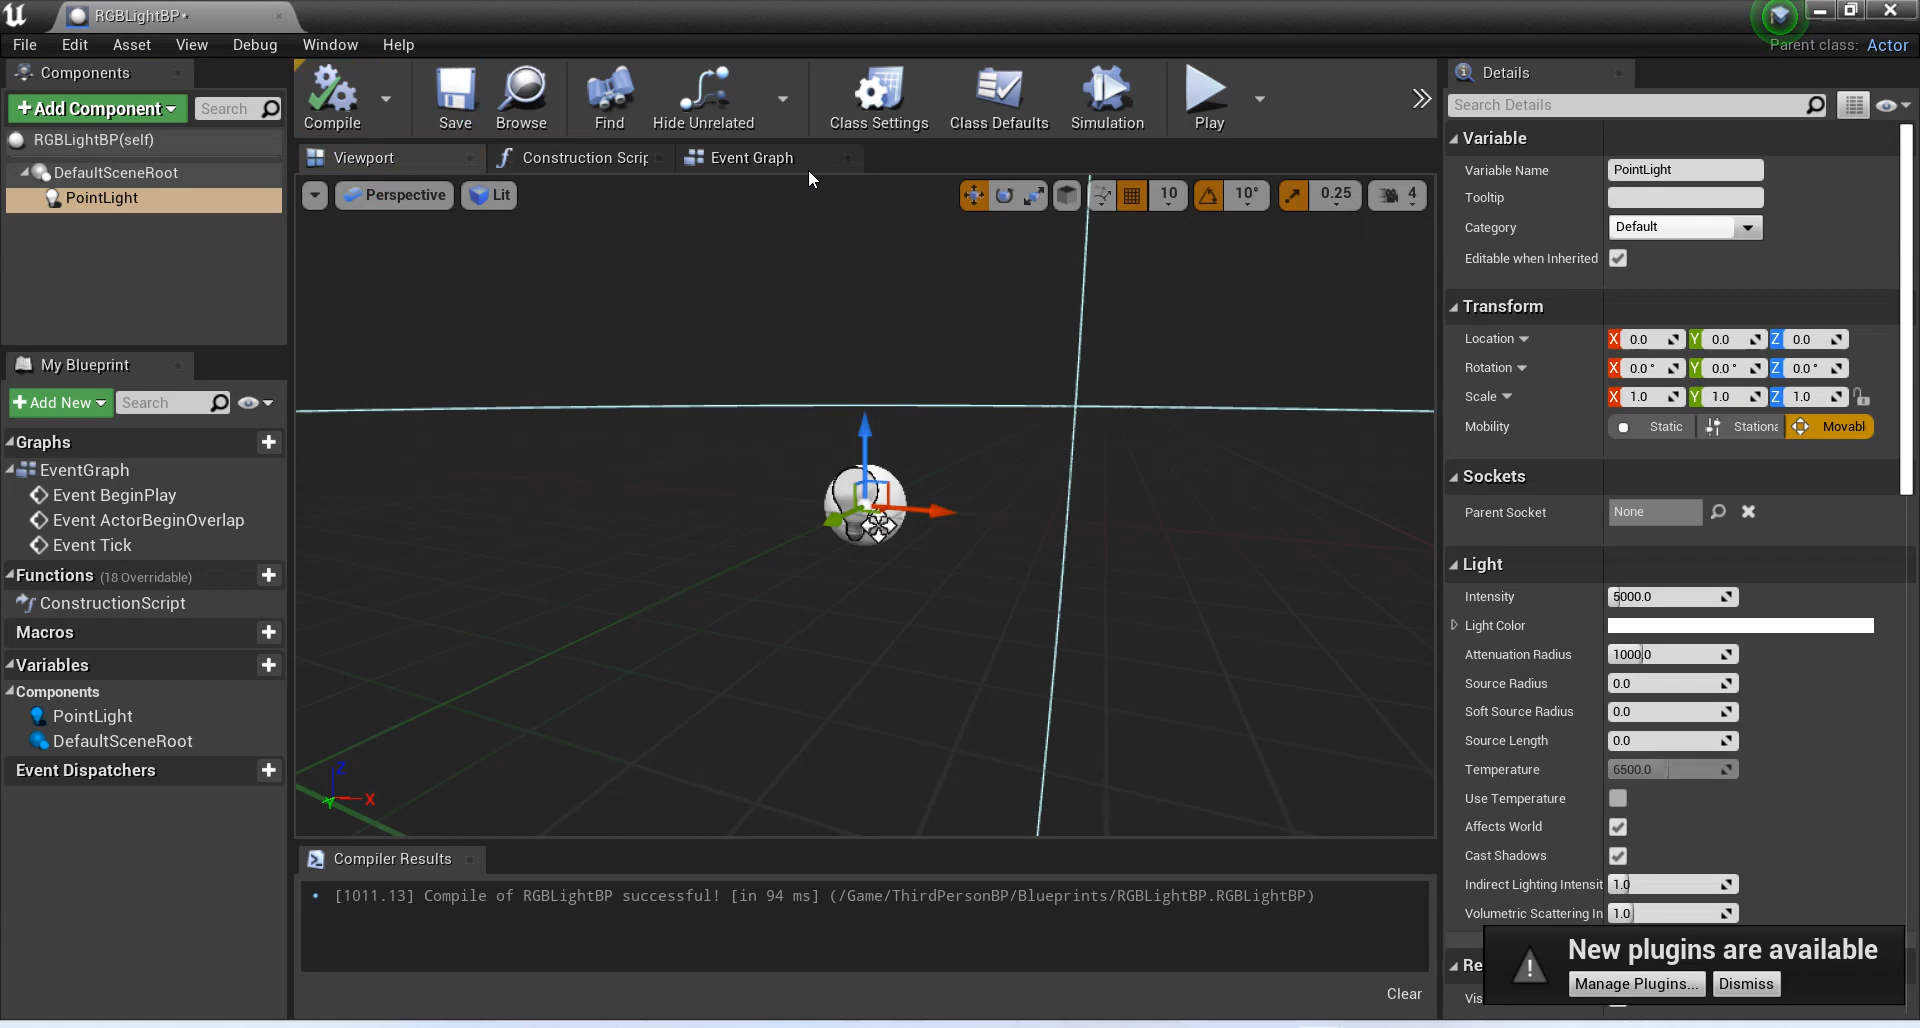 RGBLightBP*
File Edit Asset View Debug Window Help
Parent class: Actor
Components
+Add Component
Search
RGBLightBP(self)
DefaultSceneRoot
PointLight
My Blueprint
+Add New
Search
Graphs
EventGraph
Event BeginPlay
Event ActorBeginOverlap
Event Tick
Functions (18 Overridable)
ConstructionScript
Macros
Variables
Components
PointLight
DefaultSceneRoot
Event Dispatchers
Compile
Save
Browse
Find
Hide Unrelated
Class Settings
Class Defaults
Simulation
Play
Viewport
Construction Scrip
Event Graph
Perspective
Lit
10
10°
0.25
4
Z
X
Y
Compiler Results
[1011.13] Compile of RGBLightBP successful! [in 94 ms] (/Game/ThirdPersonBP/Blueprints/RGBLightBP.RGBLightBP)
Clear
Details
Search Details
Variable
Variable Name PointLight
Tooltip
Category Default
Editable when Inherited
Transform
Location X 0.0 Y 0.0 Z 0.0
Rotation X 0.0° Y 0.0° Z 0.0°
Scale X 1.0 Y 1.0 Z 1.0
Mobility Static Stationa Movabl
Sockets
Parent Socket None
Light
Intensity 5000.0
Light Color
Attenuation Radius 1000.0
Source Radius 0.0
Soft Source Radius 0.0
Source Length 0.0
Temperature 6500.0
Use Temperature
Affects World
Cast Shadows
Indirect Lighting Intensit 1.0
Volumetric Scattering In 1.0
Re
Vis
New plugins are available
Manage Plugins...
Dismiss